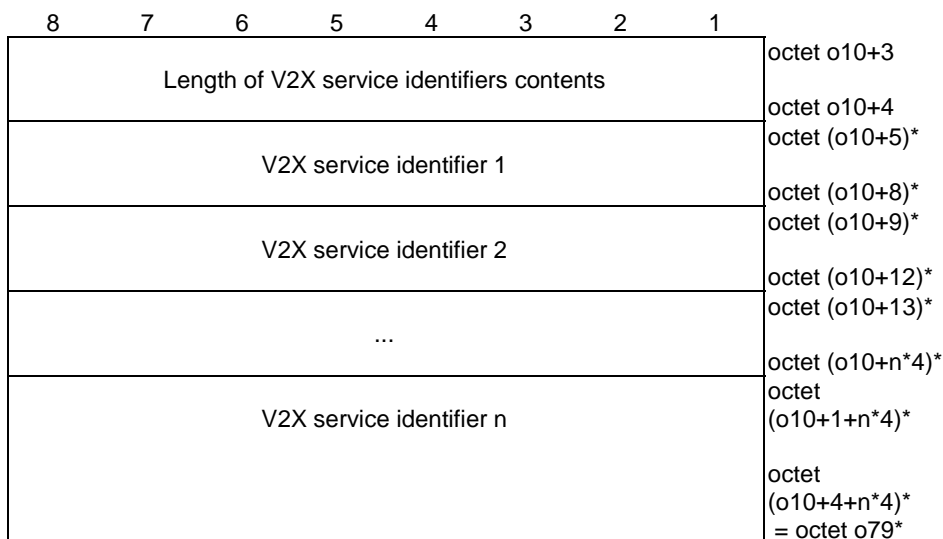 8 7 6 5 4 3 2 1
Length of V2X service identifiers contents
octet o10+3
octet o10+4
V2X service identifier 1
octet (o10+5)*
octet (o10+8)*
V2X service identifier 2
octet (o10+9)*
octet (o10+12)*
...
octet (o10+13)*
octet (o10+n*4)*
V2X service identifier n
octet
(o10+1+n*4)*
octet
(o10+4+n*4)*
= octet o79*